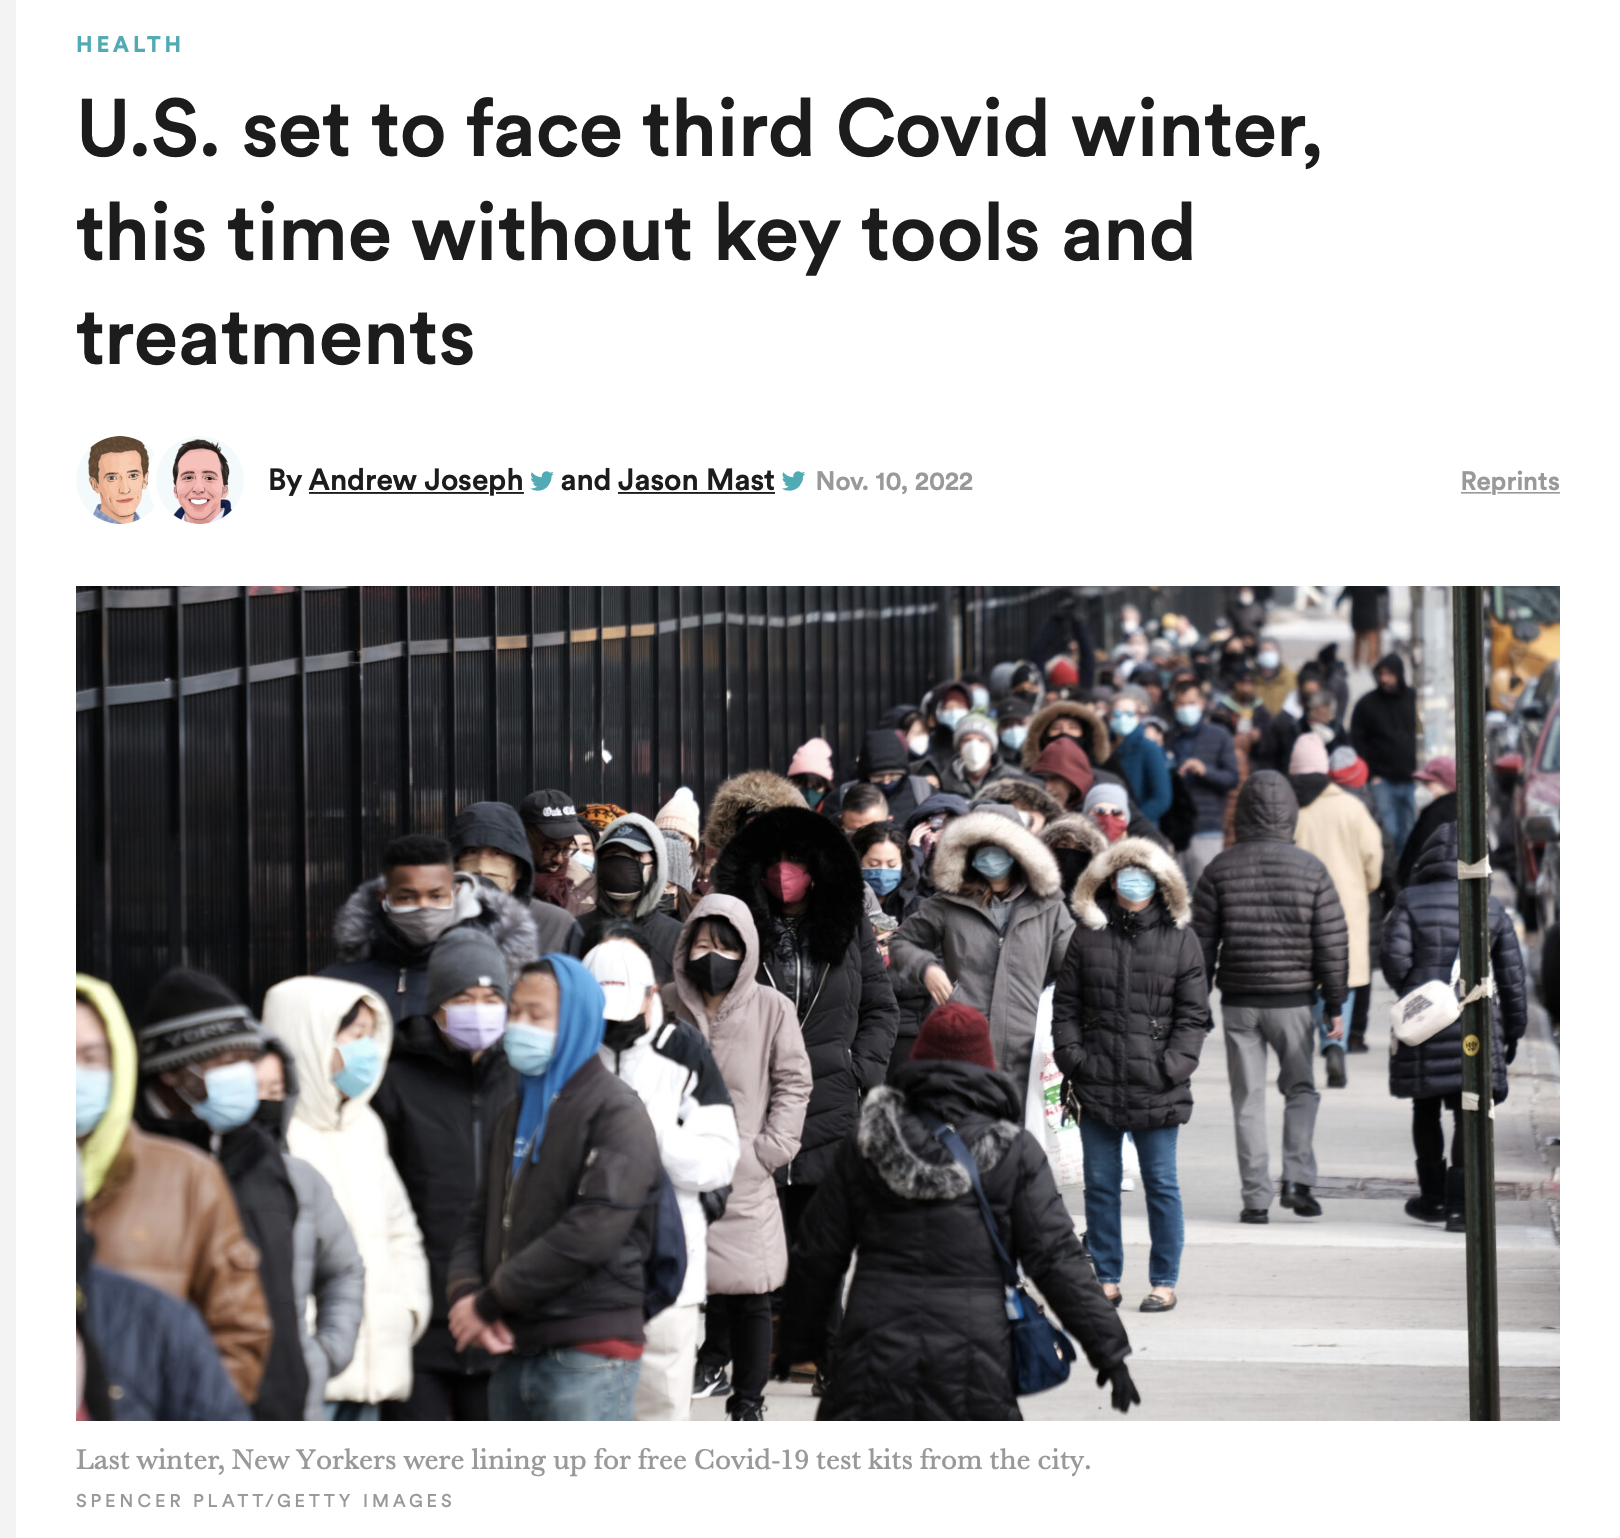 HEALTH
U.S. set to face third Covid winter,
this time without key tools and
treatments
By Andrew Joseph and Jason Mast Nov. 10, 2022
Reprints
Last winter, New Yorkers were lining up for free Covid-19 test kits from the city.
SPENCER PLATT/GETTY IMAGES